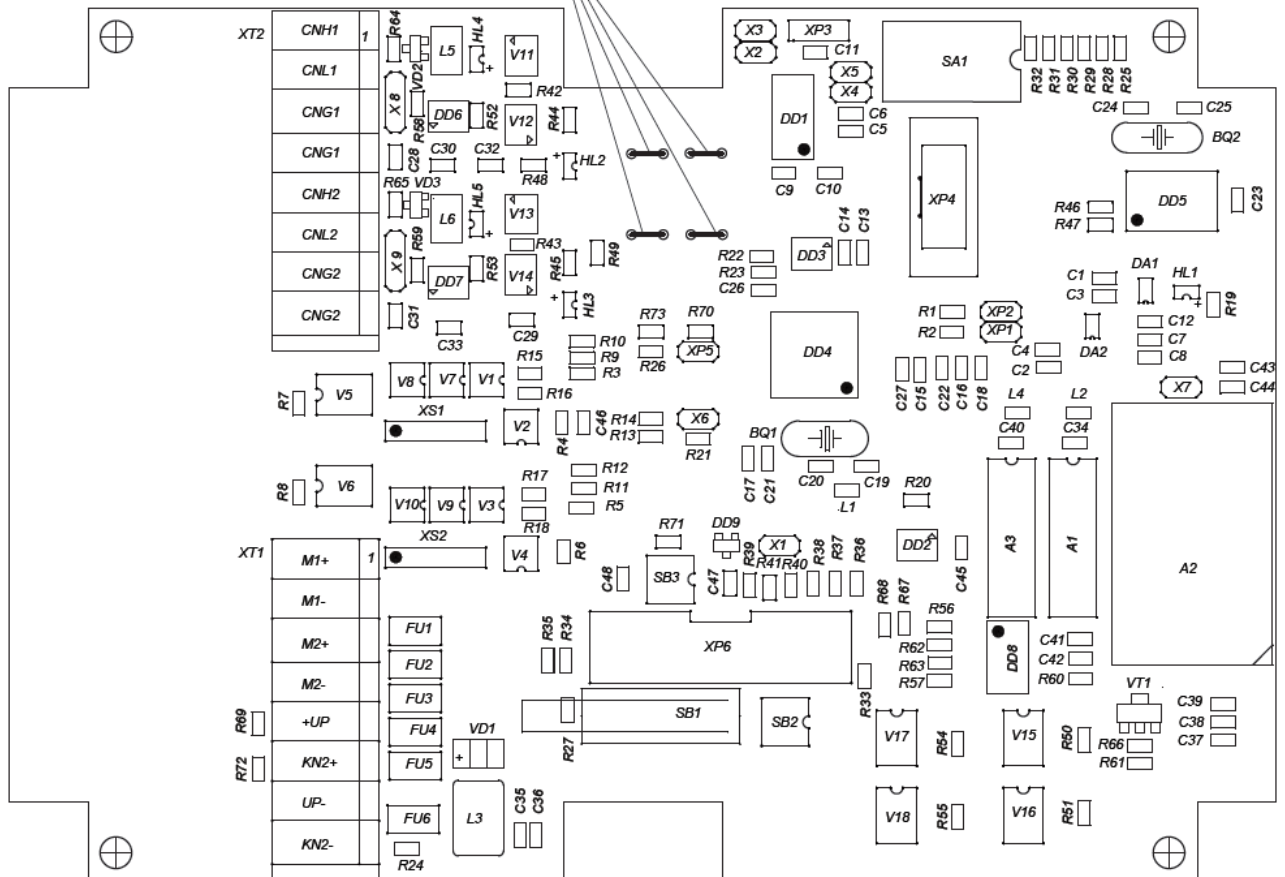 XT2
CNH1 1
CNL1
CNG1
CNG1
CNH2
CNL2
CNG2
CNG2
R64
VD2
L5
HL4
+
V11
X3
X2
XP3
C11
X5
X4
SA1
R32
R31
R30
R29
R28
R25
X8
R58
DD6
R52
R42
V12
R44
C6
C5
DD1
C24
C25
BQ2
C28
C30
C32
R48
+
HL2
C9
C10
XP4
R65
VD3
L6
HL5
+
V13
R43
R46
R47
DD5
C23
X9
R59
DD7
R53
V14
R45
R49
R22
R23
C26
DD3
C14
C13
C31
C33
C29
+
HL3
C1
C3
DA1
HL1
+
R19
R73
R70
R26
XP5
R10
R9
R3
DD4
R1
R2
XP2
XP1
DA2
C12
C7
C8
R15
R16
V8
V7
V1
C27
C15
C22
C16
C18
C4
C2
X7
C43
C44
R7
V5
XS1
V2
R4
C46
R14
R13
X6
R21
BQ1
L4
L2
C40
C34
R8
V6
R17
R18
R12
R11
R5
C17
C21
C20
C19
L1
R20
V10
V9
V3
XS2
V4
R6
R71
DD9
X1
DD2
C45
A3
A1
A2
XT1
M1+ 1
M1-
M2+
M2-
+UP
KN2+
UP-
KN2-
C48
SB3
C47
R39
R41
R40
R38
R37
R36
R68
R67
R56
R62
R63
R57
DD8
C41
C42
R60
FU1
FU2
FU3
FU4
FU5
FU6
R35
R34
XP6
R33
VT1
C39
C38
C37
R69
R72
VD1
+
R27
SB1
SB2
V17
R54
V15
R50
R66
R61
L3
C35
C36
V18
R55
V16
R51
R24